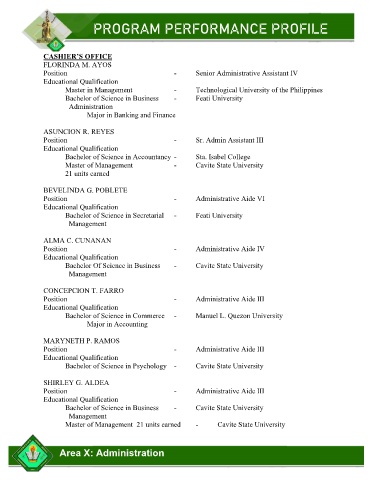 PROGRAM PERFORMANCE PROFILE
CASHIER'S OFFICE
FLORINDA M. AYOS
Position - Senior Administrative Assistant IV
Educational Qualification
Master in Management - Technological University of the Philippines
Bachelor of Science in Business - Feati University
Administration
Major in Banking and Finance
ASUNCION R. REYES
Position - Sr. Admin Assistant III
Educational Qualification
Bachelor of Science in Accountancy - Sta. Isabel College
Master of Management - Cavite State University
21 units earned
BEVELINDA G. POBLETE
Position - Administrative Aide VI
Educational Qualification
Bachelor of Science in Secretarial - Feati University
Management
ALMA C. CUNANAN
Position - Administrative Aide IV
Educational Qualification
Bachelor Of Science in Business - Cavite State University
Management
CONCEPCION T. FARRO
Position - Administrative Aide III
Educational Qualification
Bachelor of Science in Commerce - Manuel L. Quezon University
Major in Accounting
MARYNETH P. RAMOS
Position - Administrative Aide III
Educational Qualification
Bachelor of Science in Psychology - Cavite State University
SHIRLEY G. ALDEA
Position - Administrative Aide III
Educational Qualification
Bachelor of Science in Business - Cavite State University
Management
Master of Management 21 units earned - Cavite State University
Area X: Administration